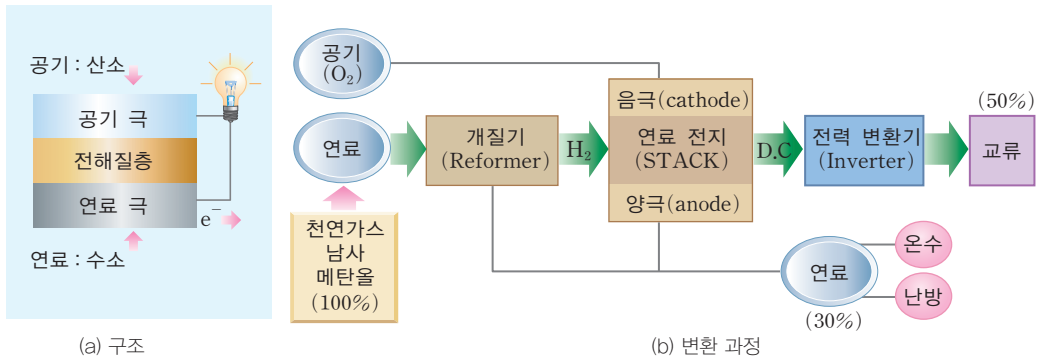 공기 : 산소
공기 극
전해질층
연료 극
e⁻
연료 : 수소
(a) 구조
공기
(O₂)
연료
천연가스
남사
메탄올
(100%)
개질기
(Reformer)
H₂
음극(cathode)
연료 전지
(STACK)
양극(anode)
D.C
전력 변환기
(Inverter)
(50%)
교류
연료
(30%)
온수
난방
(b) 변환 과정